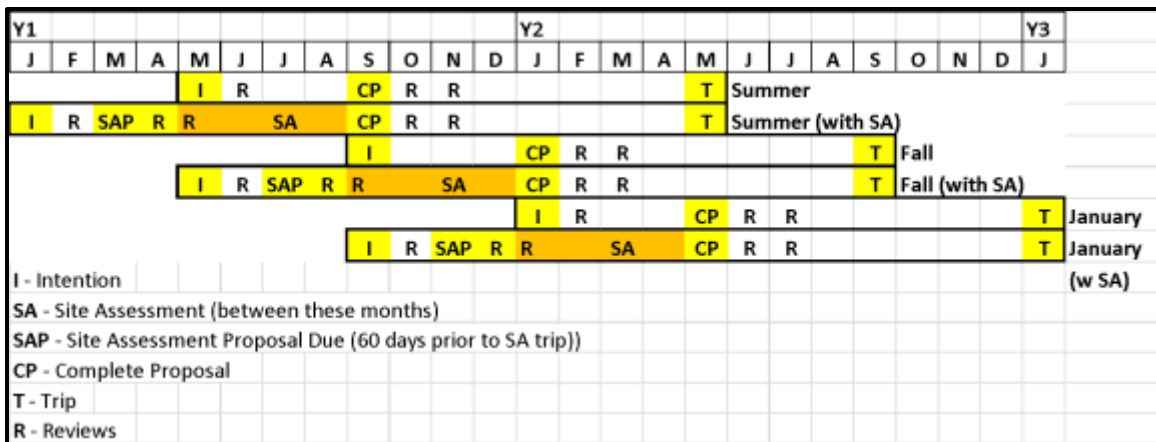 Y1 Y2 Y3
J F M A M J J A S O N D J F M A M J J A S O N D J
I R CP R R T Summer
I R SAP R R SA CP R R T Summer (with SA)
I CP R R T Fall
I R SAP R R SA CP R R T Fall (with SA)
I R CP R R T January
I R SAP R R SA CP R R T January
I - Intention (w SA)
SA - Site Assessment (between these months)
SAP - Site Assessment Proposal Due (60 days prior to SA trip))
CP - Complete Proposal
T - Trip
R - Reviews